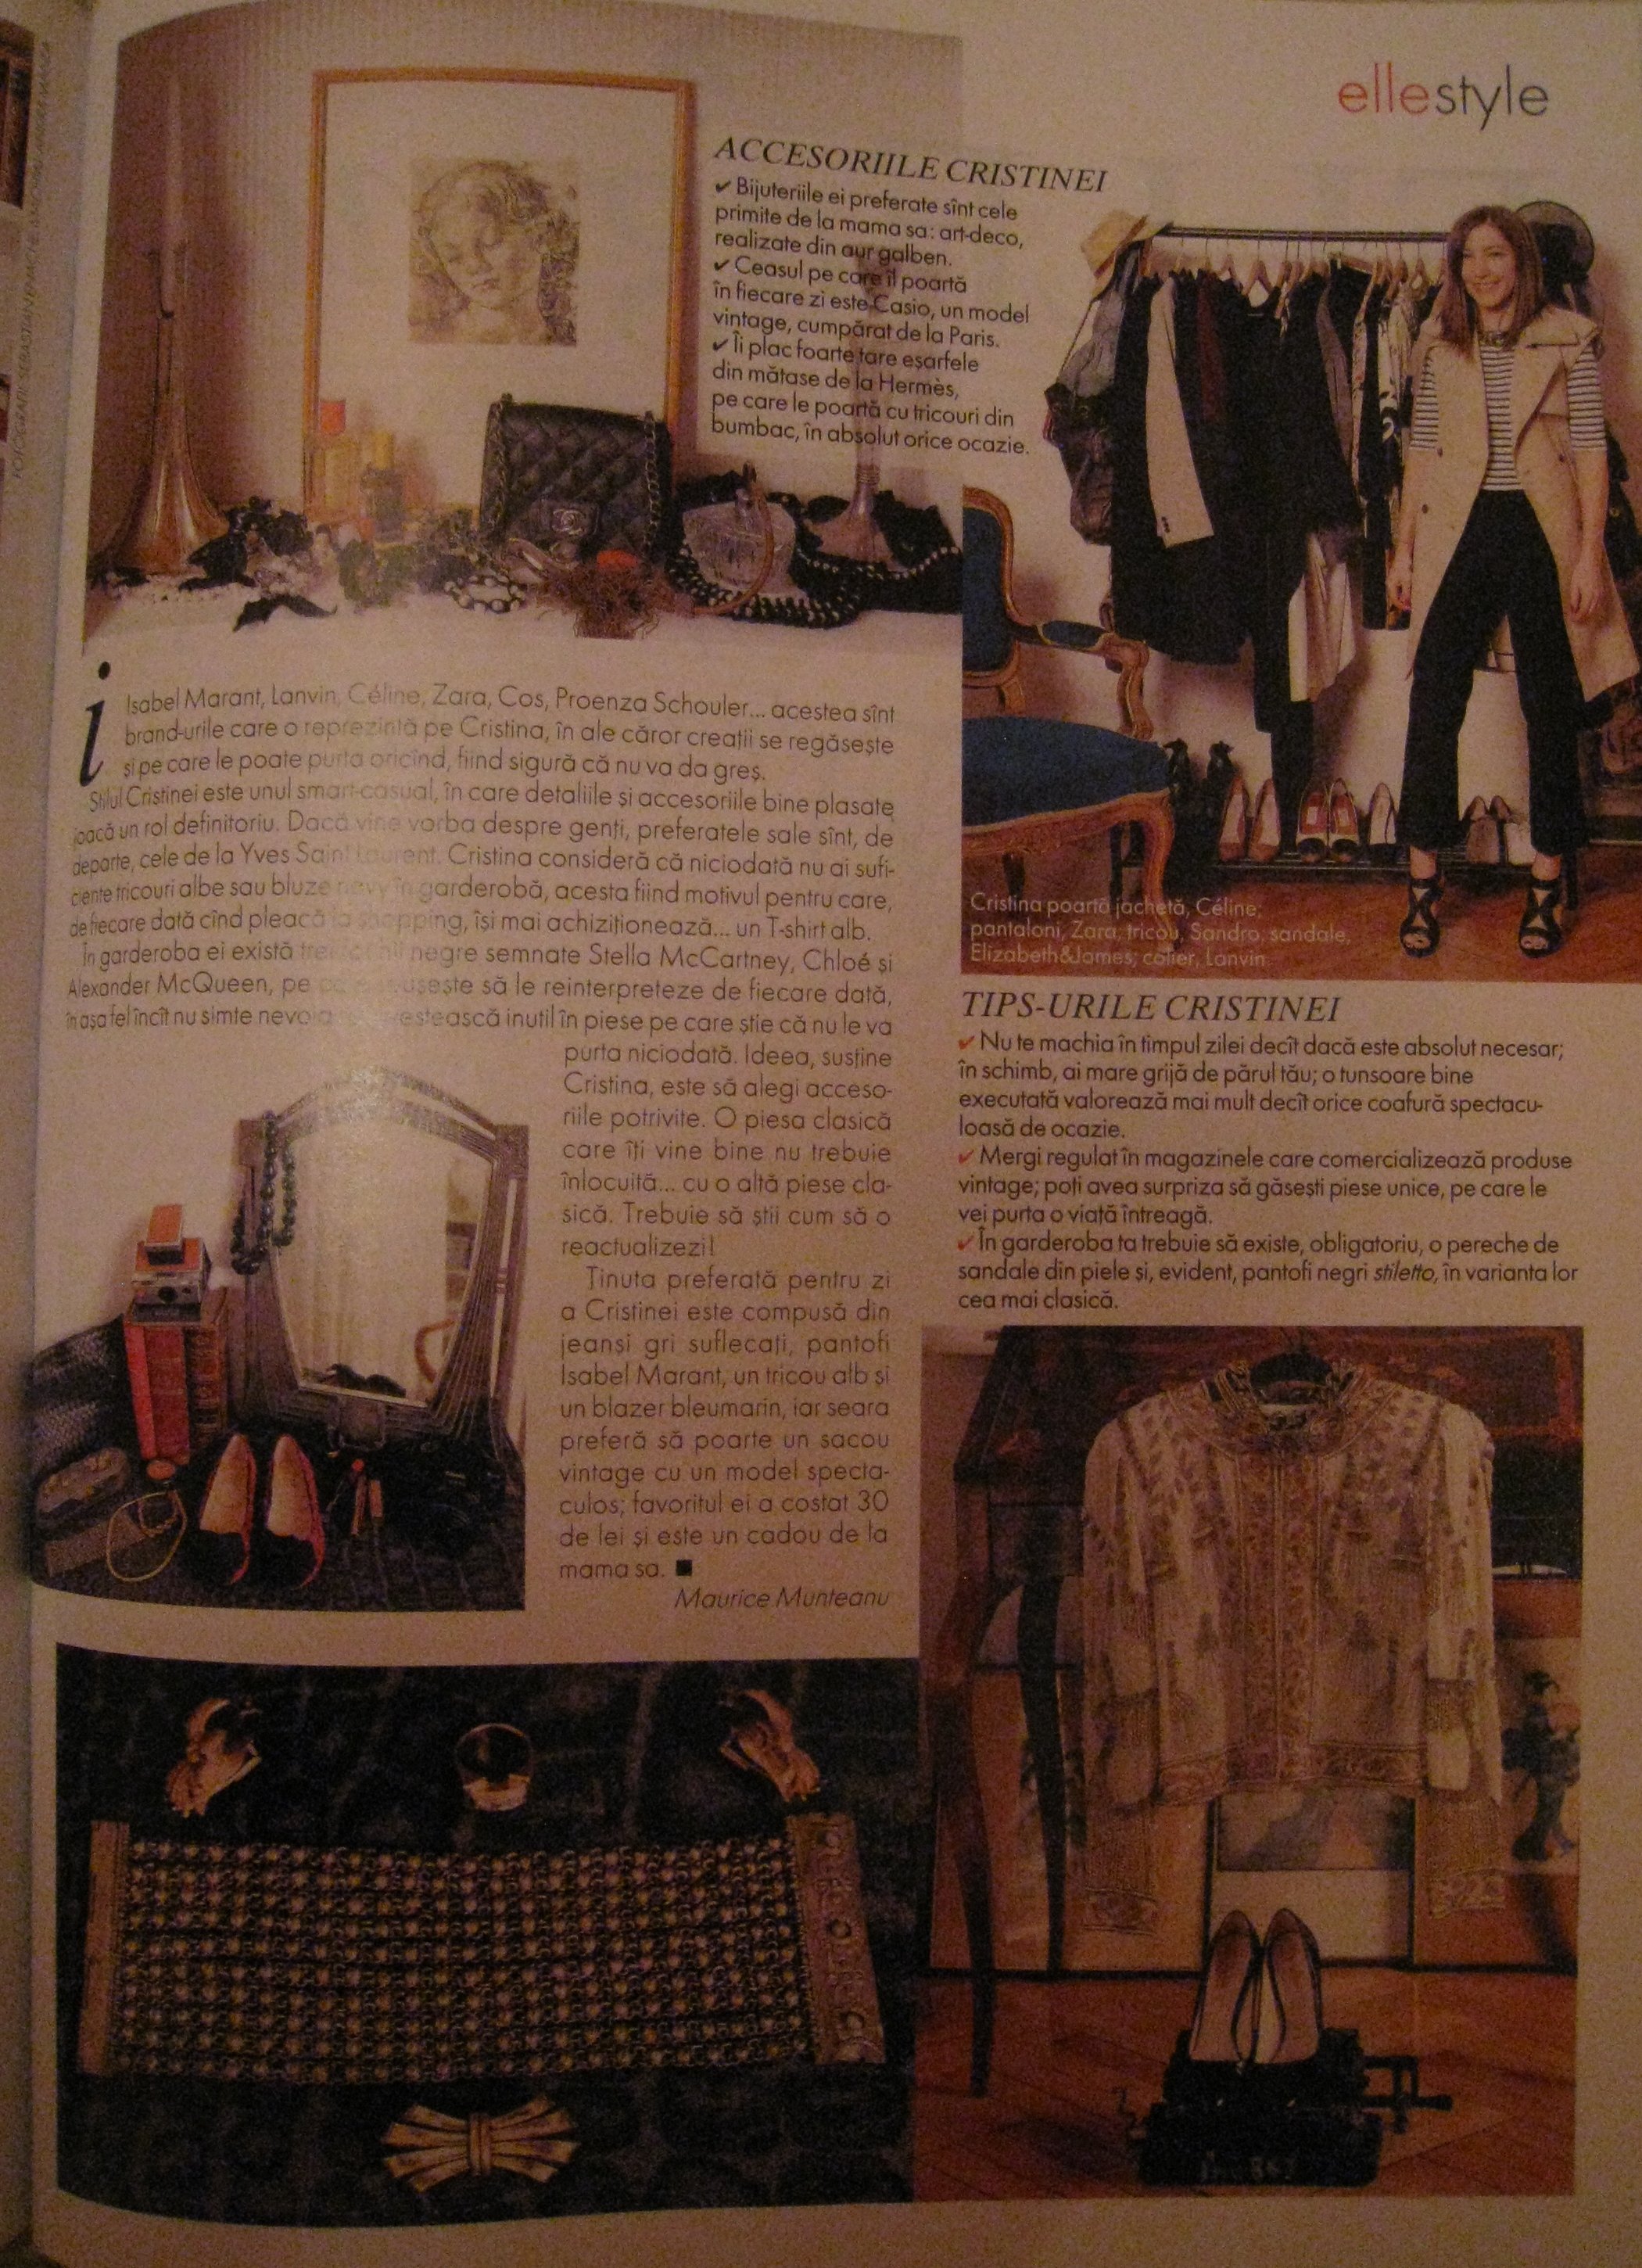 ellestyle
ACCESORIILE CRISTINEI
✔ Bijuteriile ei preferate sînt cele
primite de la mama sa: art-deco,
realizate din aur galben.
✔ Ceasul pe care îl poartă
în fiecare zi este Casio, un model
vintage, cumpărat de la Paris.
✔ Îi plac foarte tare eșarfele
din mătase de la Hermès,
pe care le poartă cu tricouri din
bumbac, în absolut orice ocazie.
i
Isabel Marant, Lanvin, Céline, Zara, Cos, Proenza Schouler... acestea sînt
brand-urile care o reprezintă pe Cristina, în ale căror creații se regăsește
și pe care le poate purta oricînd, fiind sigură că nu va da greș.
Stilul Cristinei este unul smart-casual, în care detaliile și accesoriile bine plasate
joacă un rol definitoriu. Dacă vine vorba despre genți, preferatele sale sînt, de
departe, cele de la Yves Saint Laurent. Cristina consideră că niciodată nu ai sufi-
ciente tricouri albe sau bluze navy în garderobă, acesta fiind motivul pentru care,
de fiecare dată cînd pleacă la shopping, își mai achiziționează... un T-shirt alb.
În garderoba ei există trei rochii negre semnate Stella McCartney, Chloé și
Alexander McQueen, pe să le reinterpreteze de fiecare dată,
în așa fel încît nu simte nevoia inutil în piese pe care știe că nu le va
purta niciodată. Ideea, susține
Cristina, este să alegi acceso-
riile potrivite. O piesa clasică
care îți vine bine nu trebuie
înlocuită... cu o altă piese cla-
sică. Trebuie să știi cum să o
reactualizezi!
Ținuta preferată pentru zi
a Cristinei este compusă din
jeanși gri suflecați, pantofi
Isabel Marant, un tricou alb și
un blazer bleumarin, iar seara
preferă să poarte un sacou
vintage cu un model specta-
culos; favoritul ei a costat 30
de lei și este un cadou de la
mama sa. ■
Maurice Munteanu
Cristina poartă jachetă, Céline;
pantaloni, Zara; tricou, Sandro; sandale,
Elizabeth&James; colier, Lanvin.
TIPS-URILE CRISTINEI
✔ Nu te machia în timpul zilei decît dacă este absolut necesar;
în schimb, ai mare grijă de părul tău; o tunsoare bine
executată valorează mai mult decît orice coafură spectacu-
loasă de ocazie.
✔ Mergi regulat în magazinele care comercializează produse
vintage; poți avea surpriza să găsești piese unice, pe care le
vei purta o viață întreagă.
✔ În garderoba ta trebuie să existe, obligatoriu, o pereche de
sandale din piele și, evident, pantofi negri stiletto, în varianta lor
cea mai clasică.